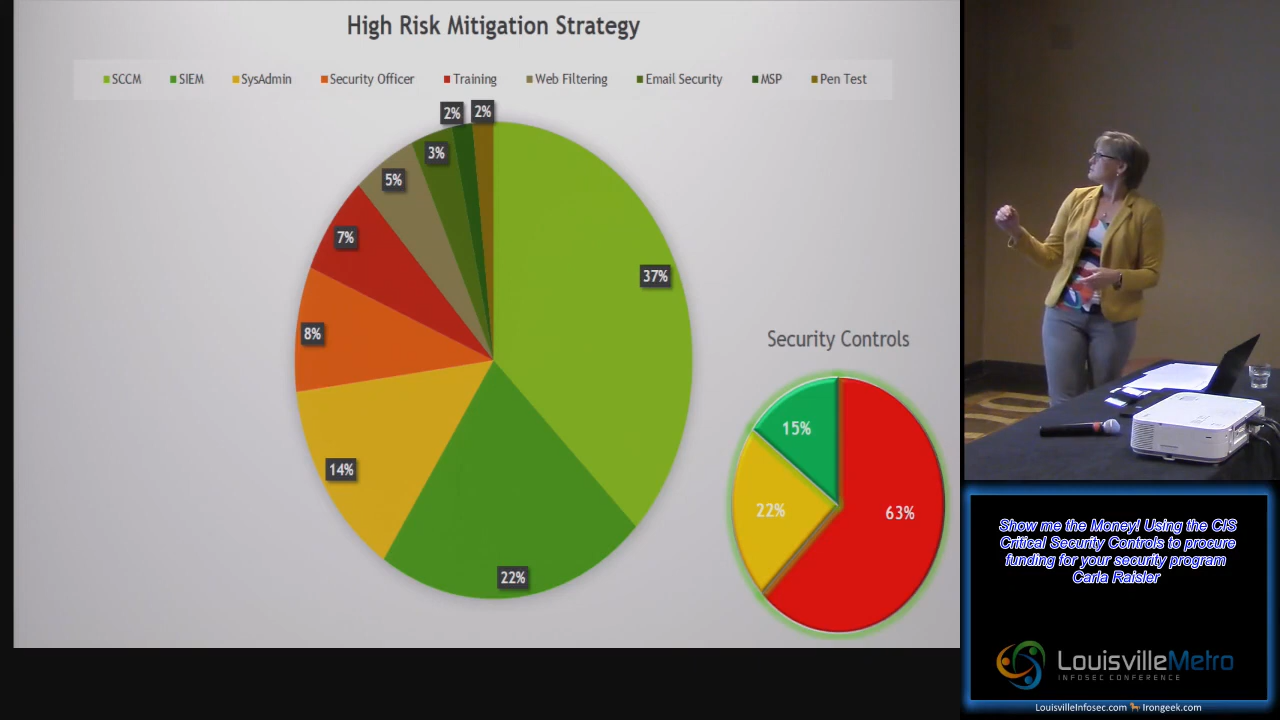 High Risk Mitigation Strategy
SCCM SIEM SysAdmin Security Officer Training Web Filtering Email Security MSP Pen Test
2% 2%
3%
5%
7%
37%
8%
14%
22%
Security Controls
15%
22%
63%
Show me the Money! Using the CIS
Critical Security Controls to procure
funding for your security program
Carla Raisler
LouisvilleMetro
INFOSEC CONFERENCE
LouisvilleInfosec.com Irongeek.com